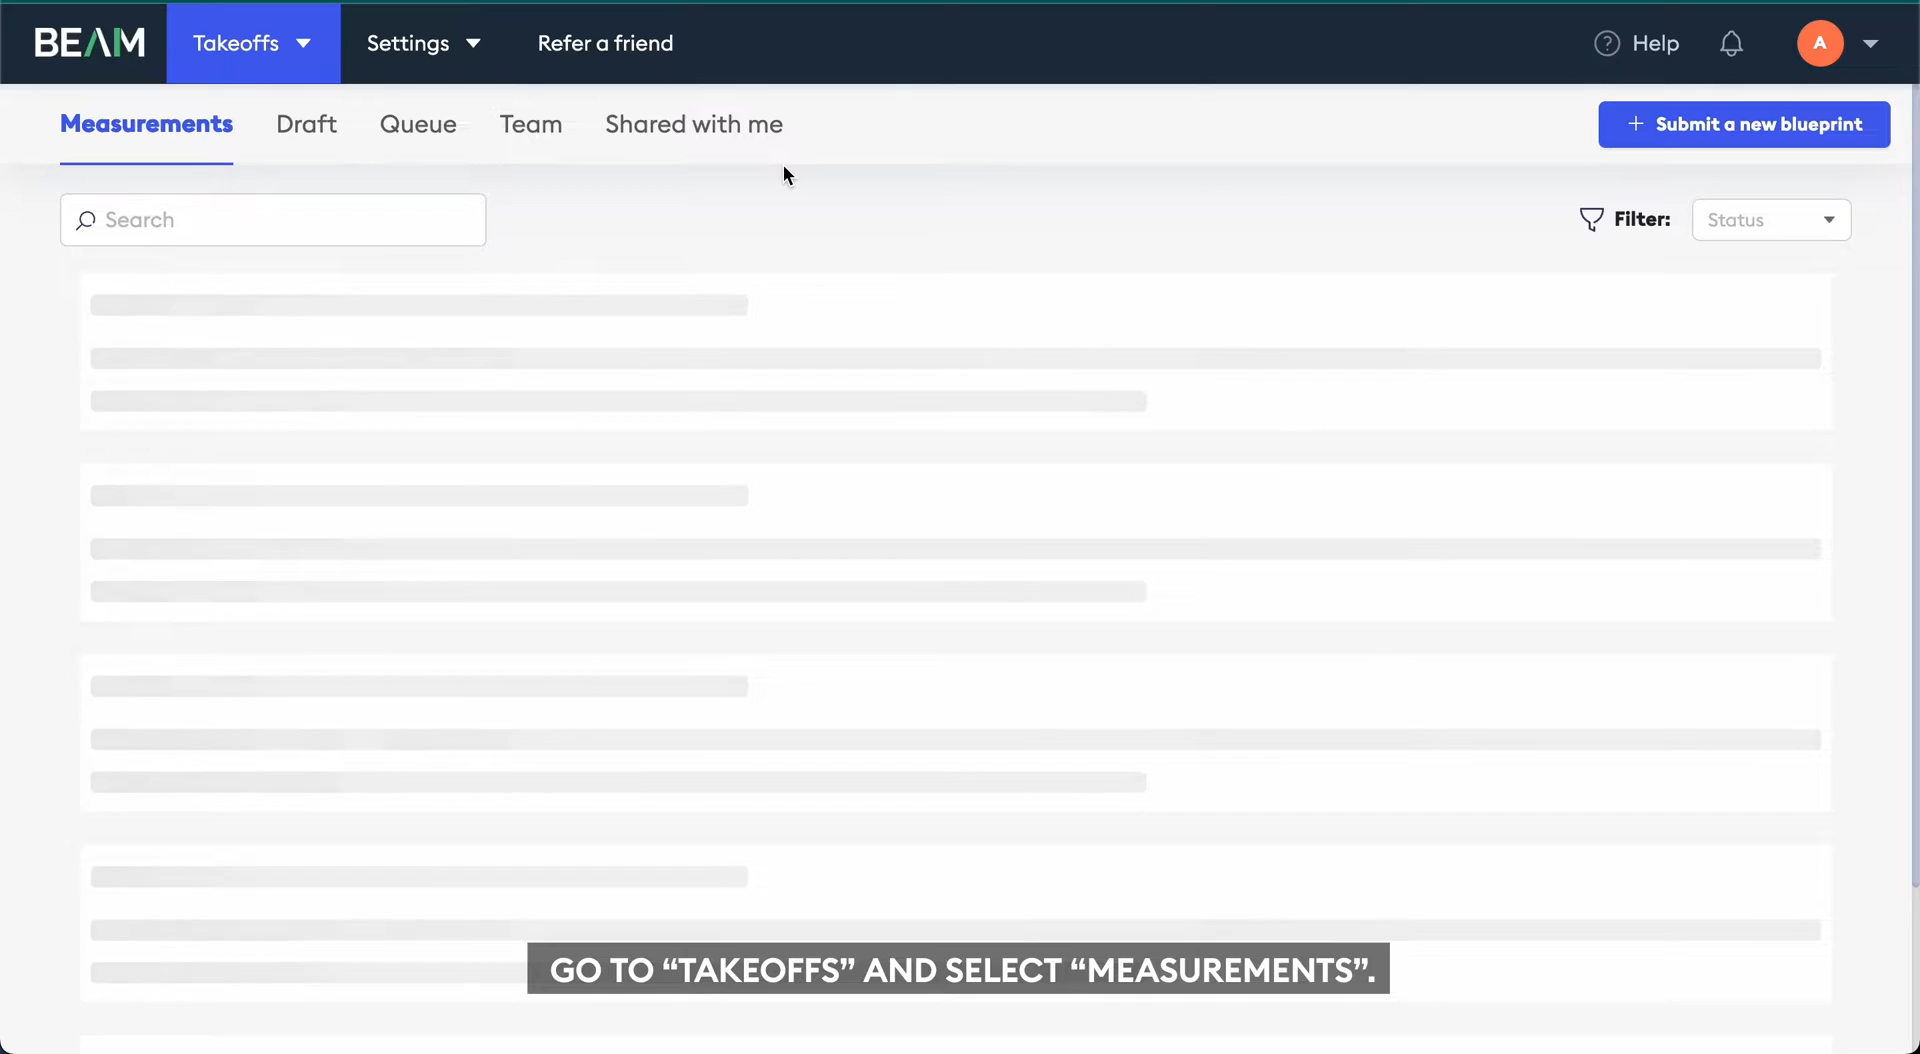 BEAM
Takeoffs
Settings
Refer a friend
? Help
A
Measurements
Draft
Queue
Team
Shared with me
+ Submit a new blueprint
Search
Filter:
Status
GO TO “TAKEOFFS” AND SELECT “MEASUREMENTS”.